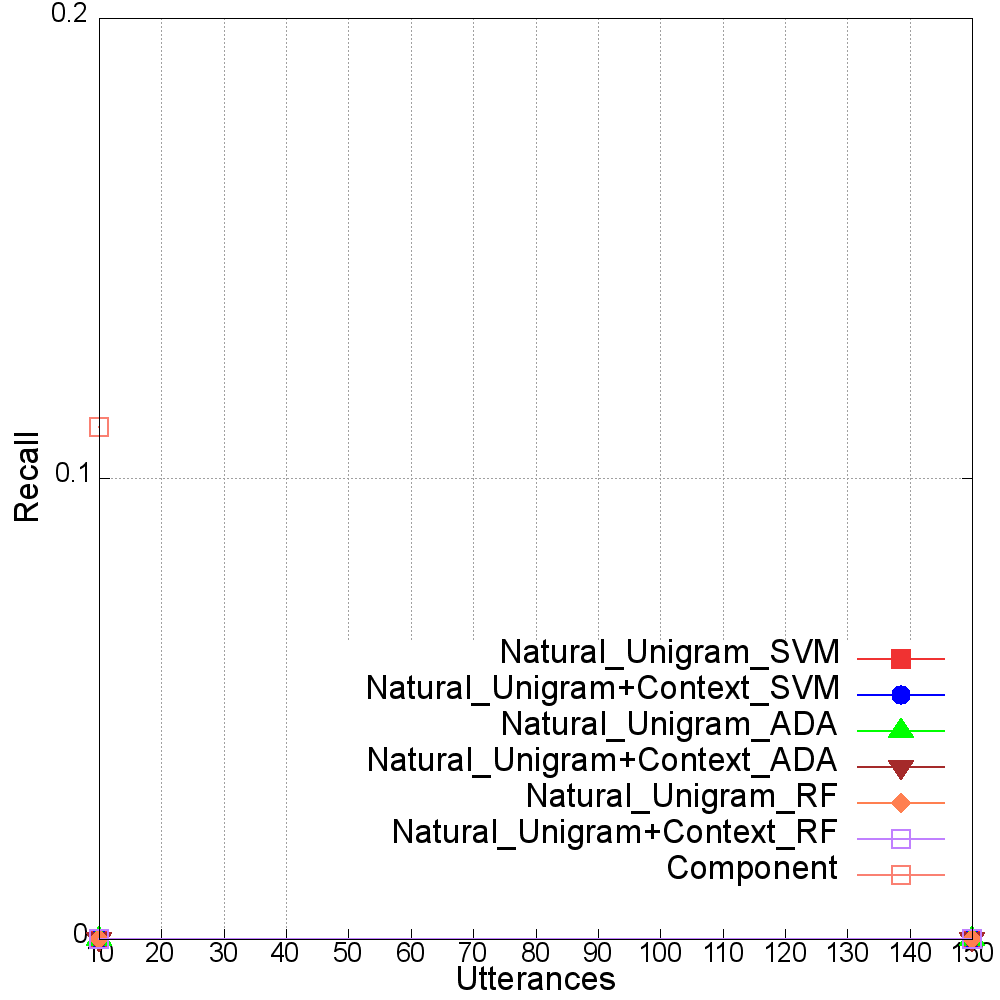 0.2
0.1
0
Recall
Natural_Unigram_SVM
Natural_Unigram+Context_SVM
Natural_Unigram_ADA
Natural_Unigram+Context_ADA
Natural_Unigram_RF
Natural_Unigram+Context_RF
Component
10 20 30 40 50 60 70 80 90 100 110 120 130 140 150
Utterances